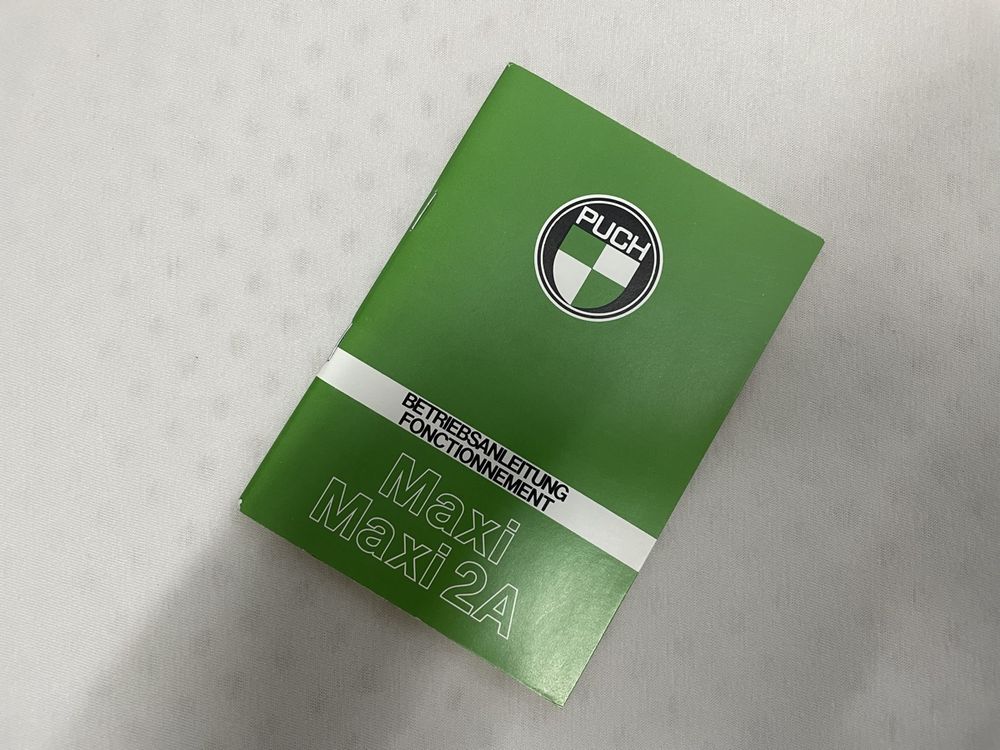 PUCH
BETRIEBSANLEITUNG
FONCTIONNEMENT
Maxi
Maxi 2A